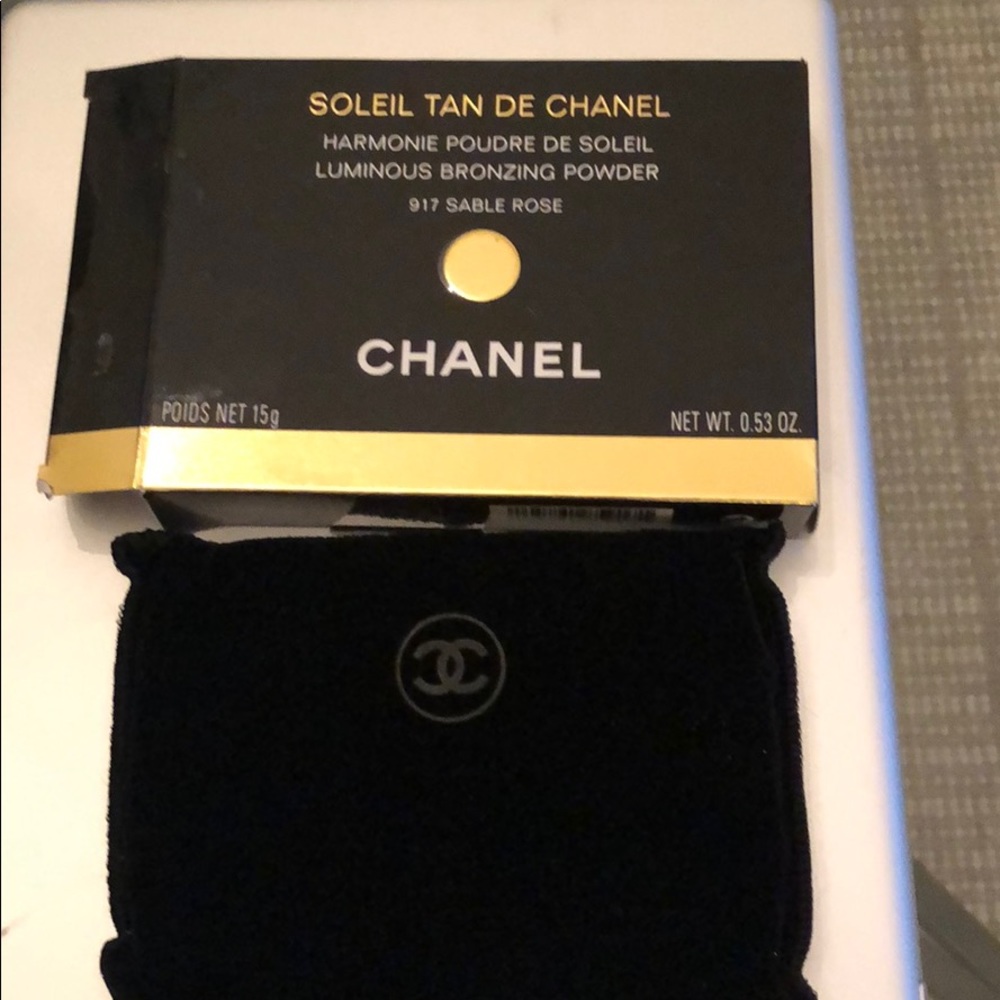 SOLEIL TAN DE CHANEL
HARMONIE POUDRE DE SOLEIL
LUMINOUS BRONZING POWDER
917 SABLE ROSE
CHANEL
POIDS NET 15g
NET WT. 0.53 OZ.